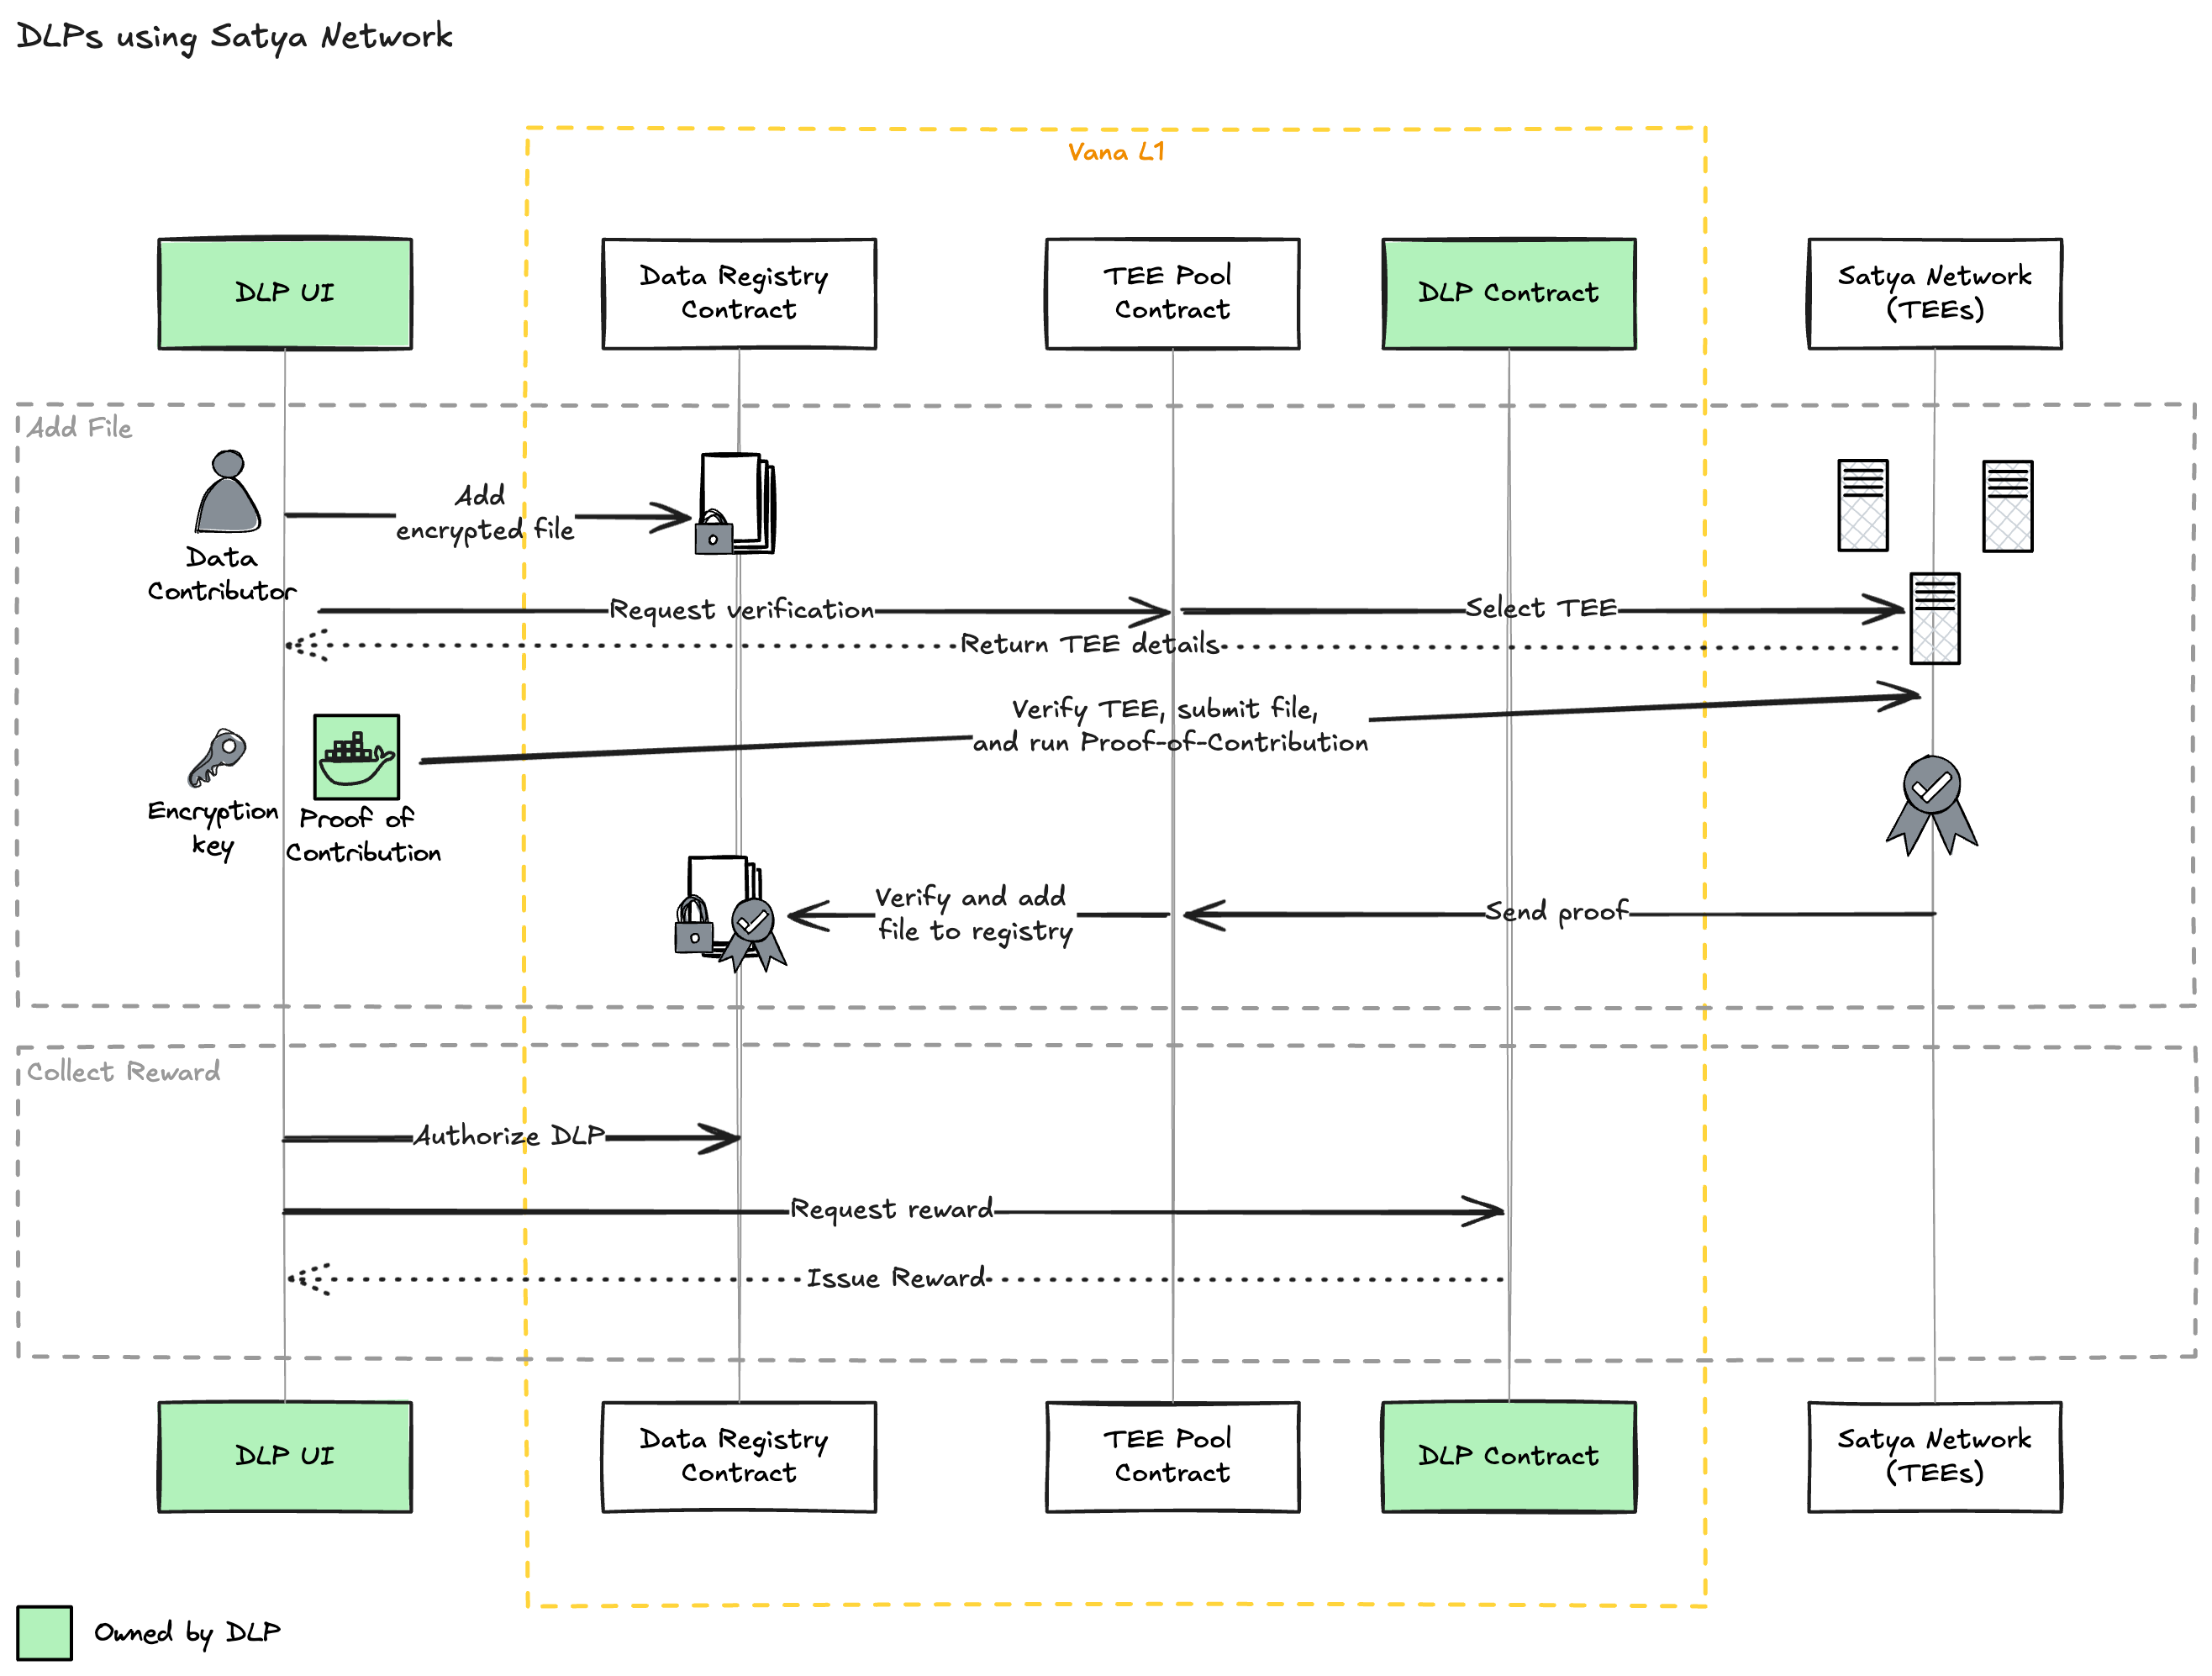 DLPs using Satya Network
Vana L1
DLP UI
Data Registry
Contract
TEE Pool
Contract
DLP Contract
Satya Network
(TEEs)
Add File
Data
Contributor
Add
encrypted file
Request verification
Select TEE
Return TEE details
Verify TEE, submit file,
and run Proof-of-Contribution
Encryption
key
Proof of
Contribution
Verify and add
file to registry
Send proof
Collect Reward
Authorize DLP
Request reward
Issue Reward
DLP UI
Data Registry
Contract
TEE Pool
Contract
DLP Contract
Satya Network
(TEEs)
Owned by DLP